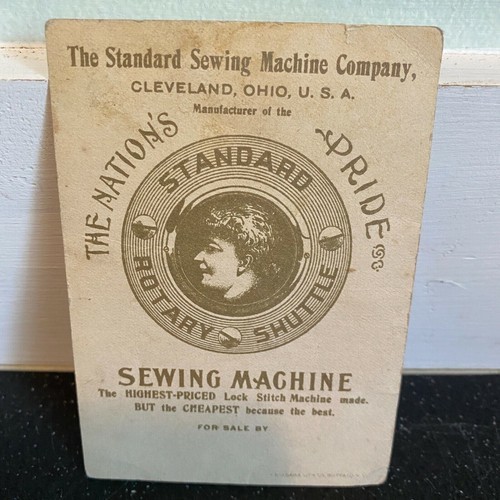 The Standard Sewing Machine Company,
CLEVELAND, OHIO, U. S. A.
Manufacturer of the
THE NATION'S PRIDE
STANDARD
ROTARY SHUTTLE
SEWING MACHINE
The HIGHEST-PRICED Lock Stitch Machine made.
BUT the CHEAPEST because the best.
FOR SALE BY